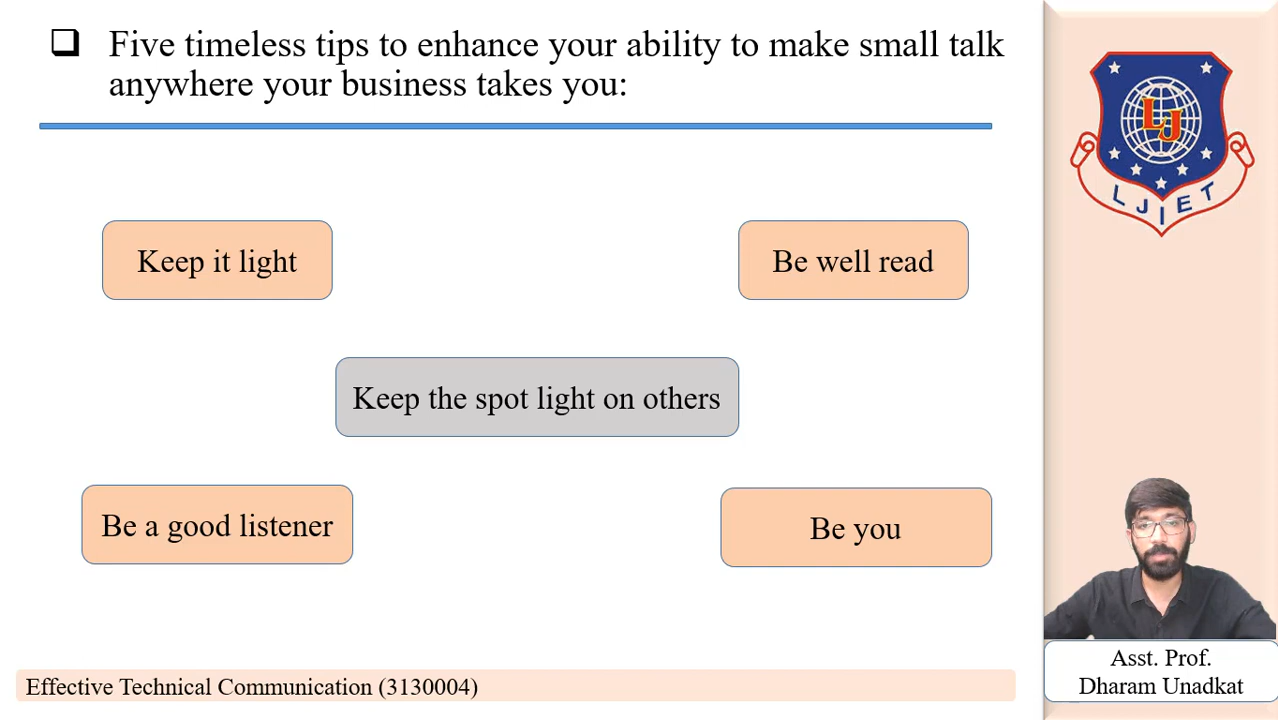 Five timeless tips to enhance your ability to make small talk
anywhere your business takes you:
Keep it light
Be well read
Keep the spot light on others
Be a good listener
Be you
Effective Technical Communication (3130004)
LJ
LJIET
Asst. Prof.
Dharam Unadkat